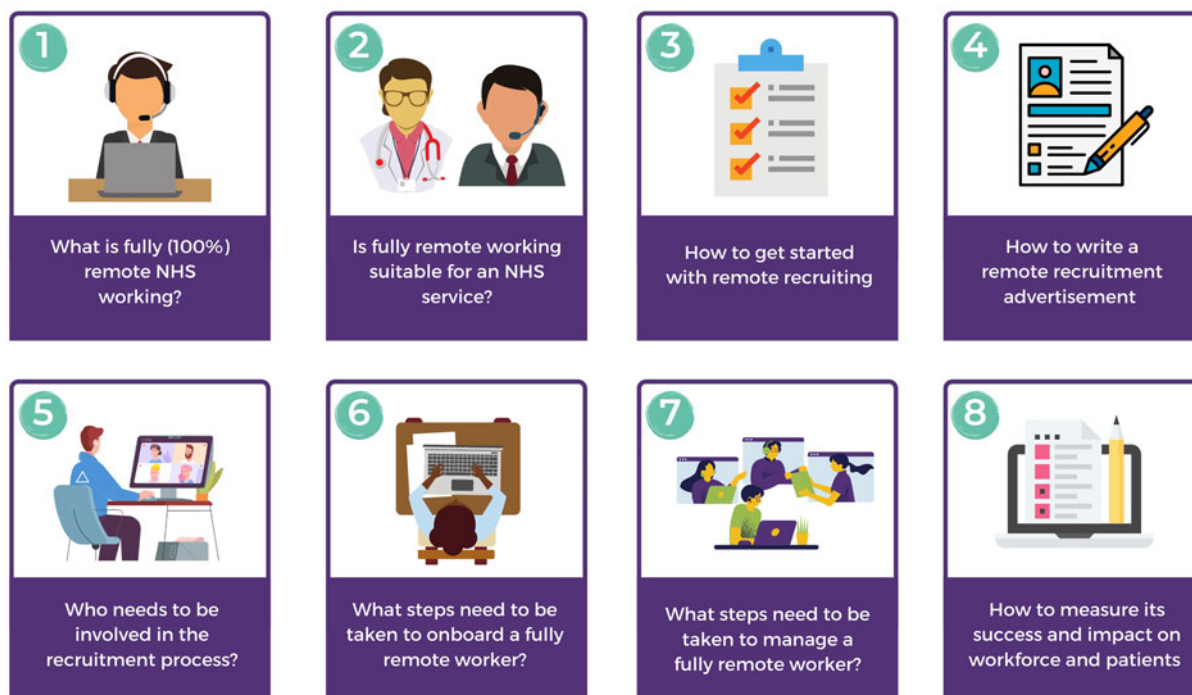 1
What is fully (100%)
remote NHS
working?
2
Is fully remote working
suitable for an NHS
service?
3
How to get started
with remote recruiting
4
How to write a
remote recruitment
advertisement
5
Who needs to be
involved in the
recruitment process?
6
What steps need to be
taken to onboard a fully
remote worker?
7
What steps need to be
taken to manage a
fully remote worker?
8
How to measure its
success and impact on
workforce and patients